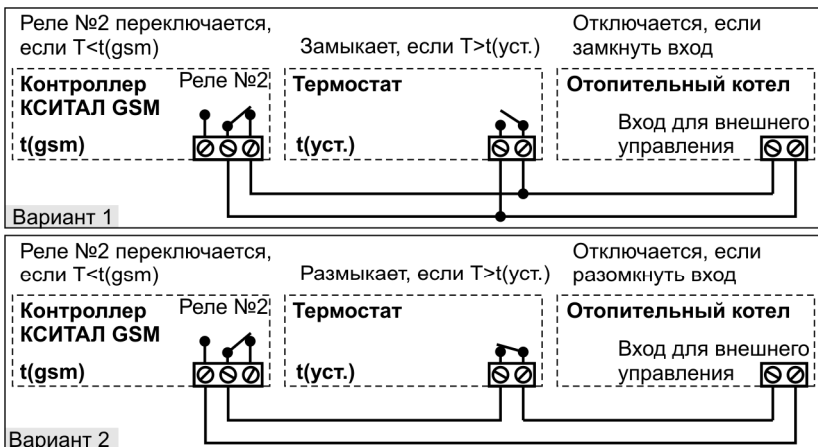 Реле №2 переключается,
если T<t(gsm)
Замыкает, если T>t(уст.)
Отключается, если
замкнуть вход
Контроллер
КСИТАЛ GSM
Реле №2
t(gsm)
Термостат
t(уст.)
Отопительный котел
Вход для внешнего
управления
Вариант 1
Реле №2 переключается,
если T<t(gsm)
Размыкает, если T>t(уст.)
Отключается, если
разомкнуть вход
Контроллер
КСИТАЛ GSM
Реле №2
t(gsm)
Термостат
t(уст.)
Отопительный котел
Вход для внешнего
управления
Вариант 2